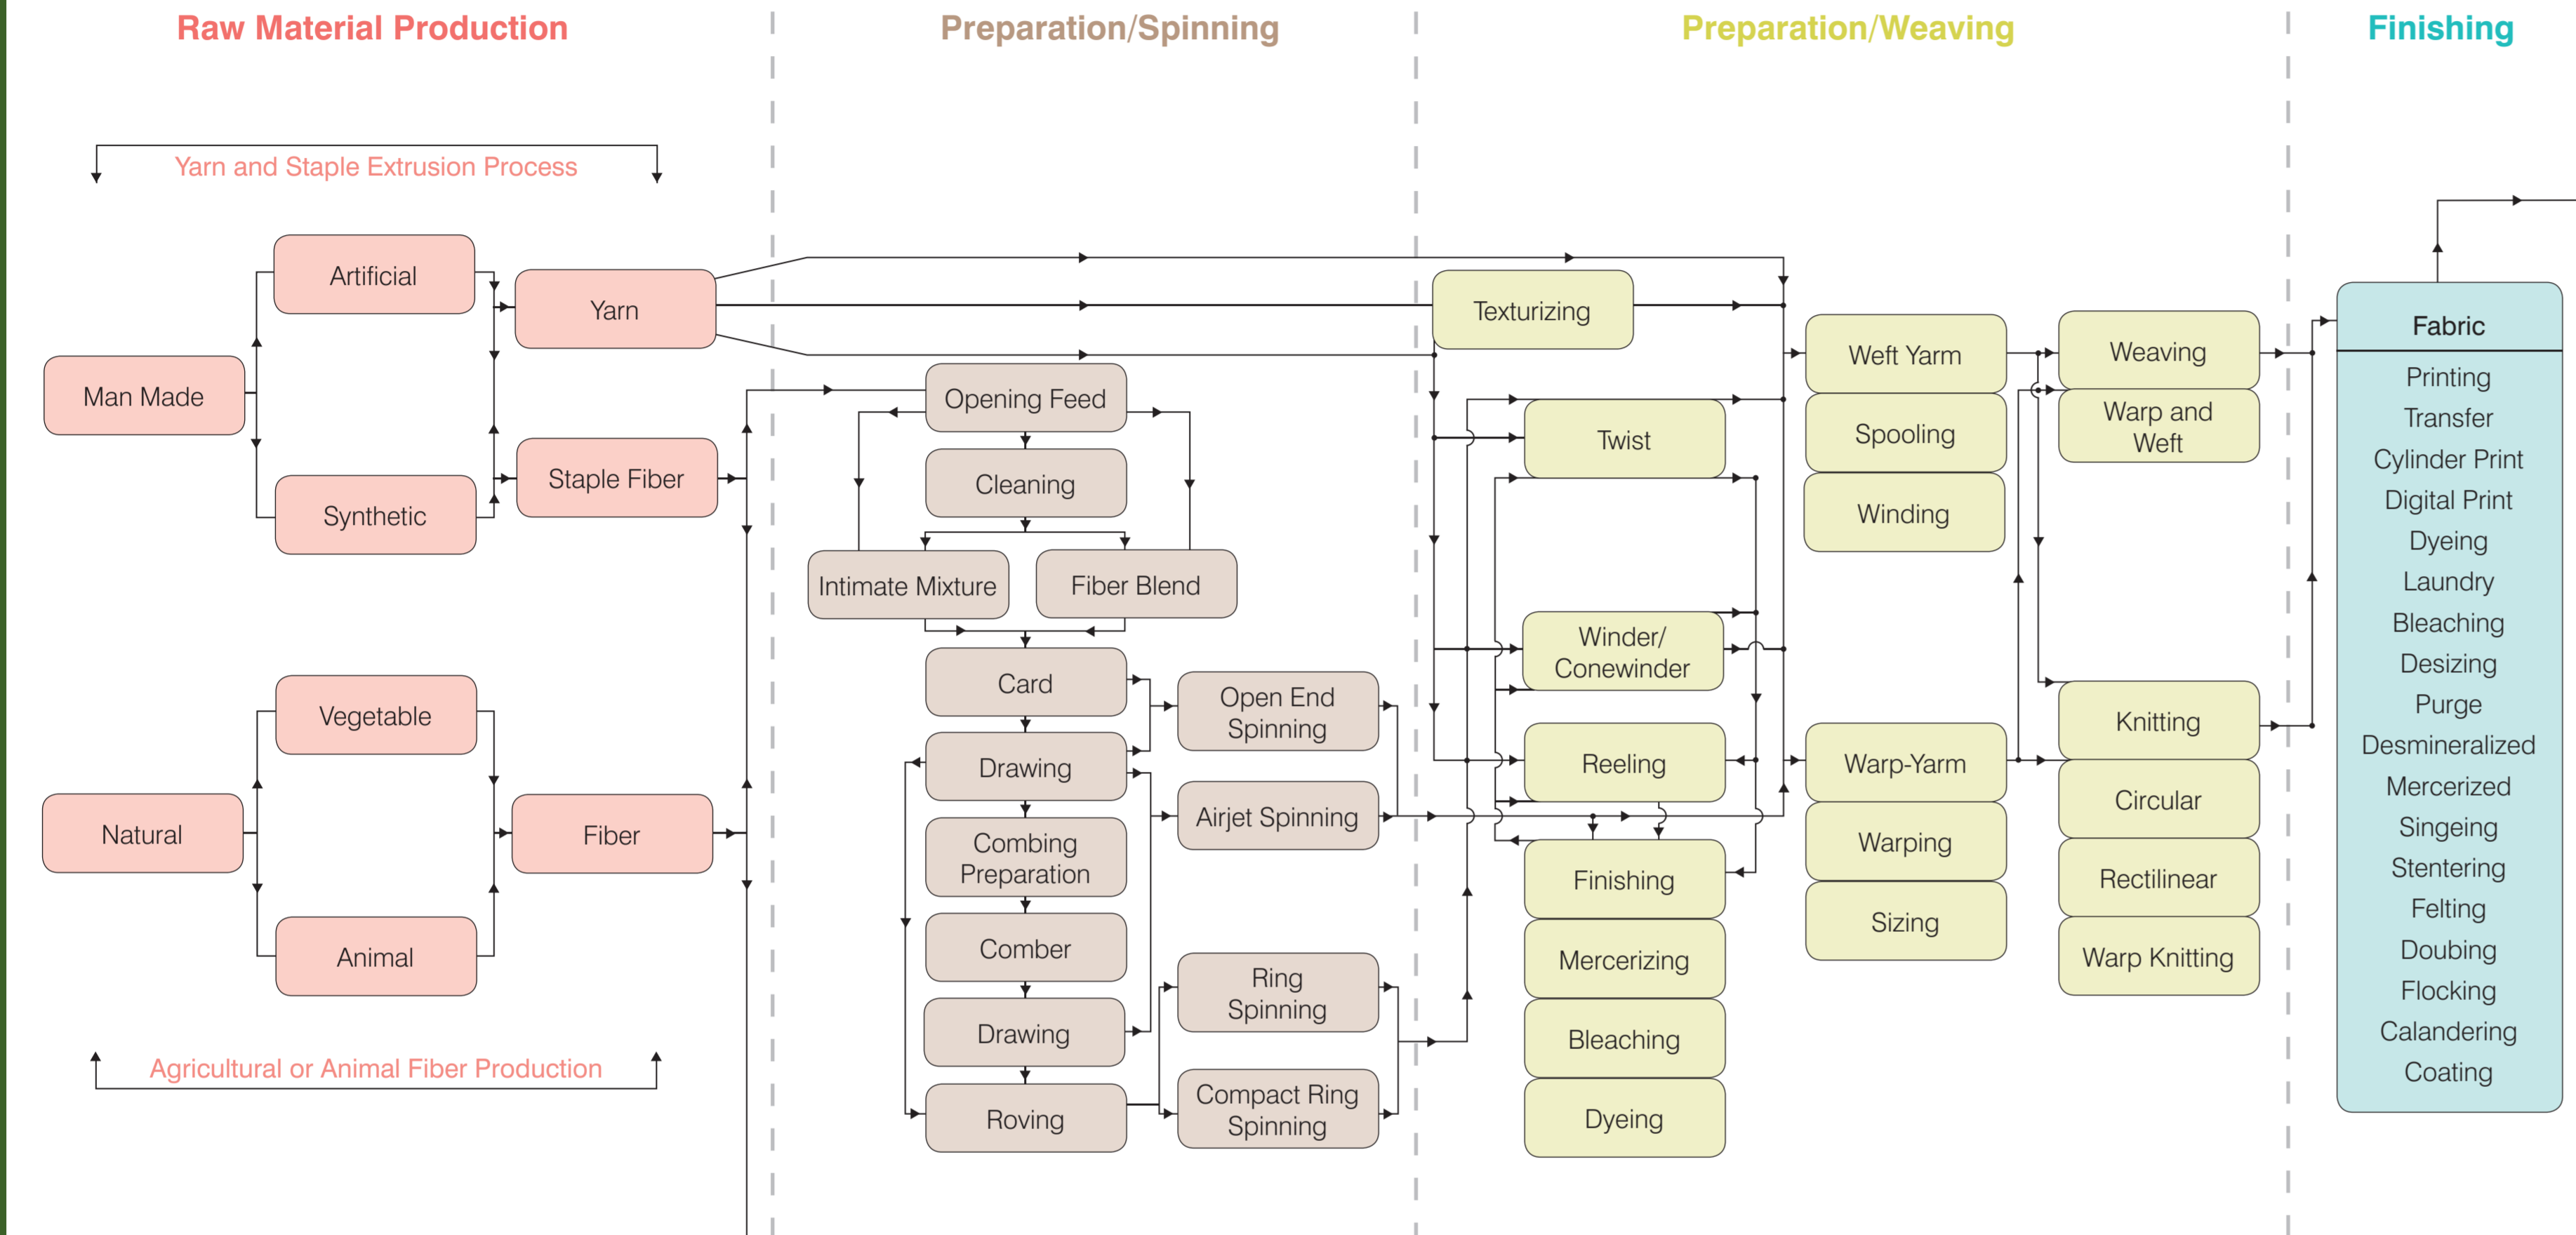 Raw Material Production
Preparation/Spinning
Preparation/Weaving
Finishing
Yarn and Staple Extrusion Process
Man Made
Artificial
Synthetic
Yarn
Staple Fiber
Natural
Vegetable
Animal
Fiber
Agricultural or Animal Fiber Production
Opening Feed
Cleaning
Intimate Mixture
Fiber Blend
Card
Drawing
Combing
Preparation
Comber
Drawing
Roving
Open End
Spinning
Airjet Spinning
Ring
Spinning
Compact Ring
Spinning
Texturizing
Twist
Winder/
Conewinder
Reeling
Finishing
Mercerizing
Bleaching
Dyeing
Weft Yarm
Spooling
Winding
Warp-Yarm
Warping
Sizing
Weaving
Warp and
Weft
Knitting
Circular
Rectilinear
Warp Knitting
Fabric
Printing
Transfer
Cylinder Print
Digital Print
Dyeing
Laundry
Bleaching
Desizing
Purge
Desmineralized
Mercerized
Singeing
Stentering
Felting
Doubing
Flocking
Calandering
Coating